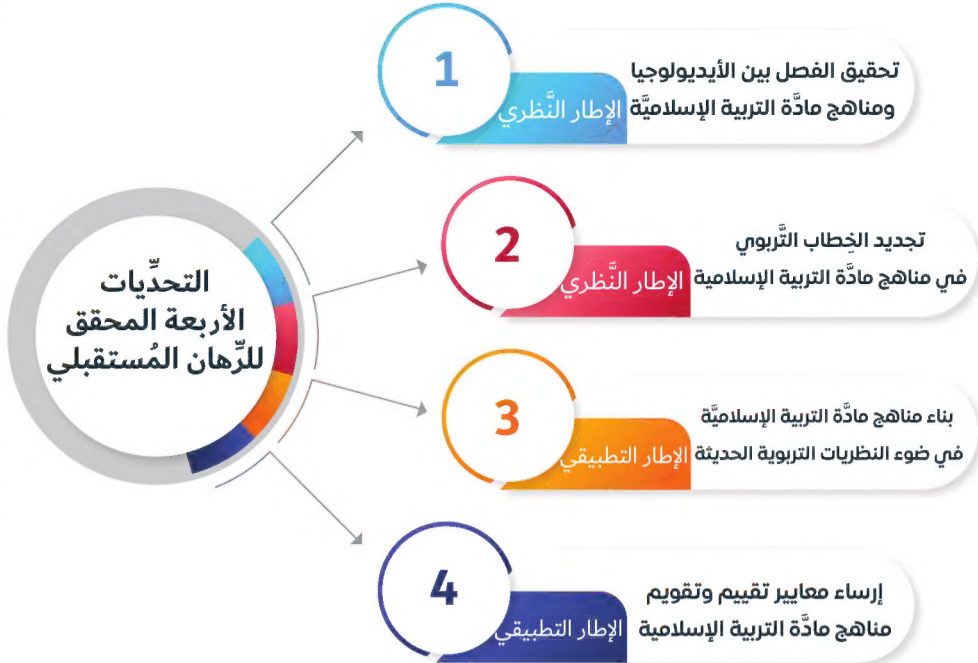 التحدِّيات
الأربعة المحقق
للرِّهان المُستقبلي
1
الإطار النَّظري
تحقيق الفصل بين الأيديولوجيا
ومناهج مادَّة التربية الإسلاميَّة
2
الإطار النَّظري
تجديد الخِطاب التَّربوي
في مناهج مادَّة التربية الإسلامية
3
الإطار التطبيقي
بناء مناهج مادَّة التربية الإسلاميَّة
في ضوء النظريات التربوية الحديثة
4
الإطار التطبيقي
إرساء معايير تقييم وتقويم
مناهج مادَّة التربية الإسلامية